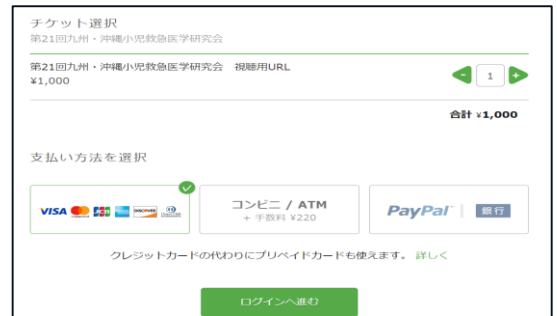 チケット選択
第21回九州・沖縄小児救急医学研究会
第21回九州・沖縄小児救急医学研究会 視聴用URL
¥1,000
- 1 +
合計 ¥1,000
支払い方法を選択
VISA JCB DISCOVER
コンビニ / ATM
+ 手数料 ¥220
PayPal 銀行
クレジットカードの代わりにプリペイドカードも使えます。 詳しく
ログインへ進む